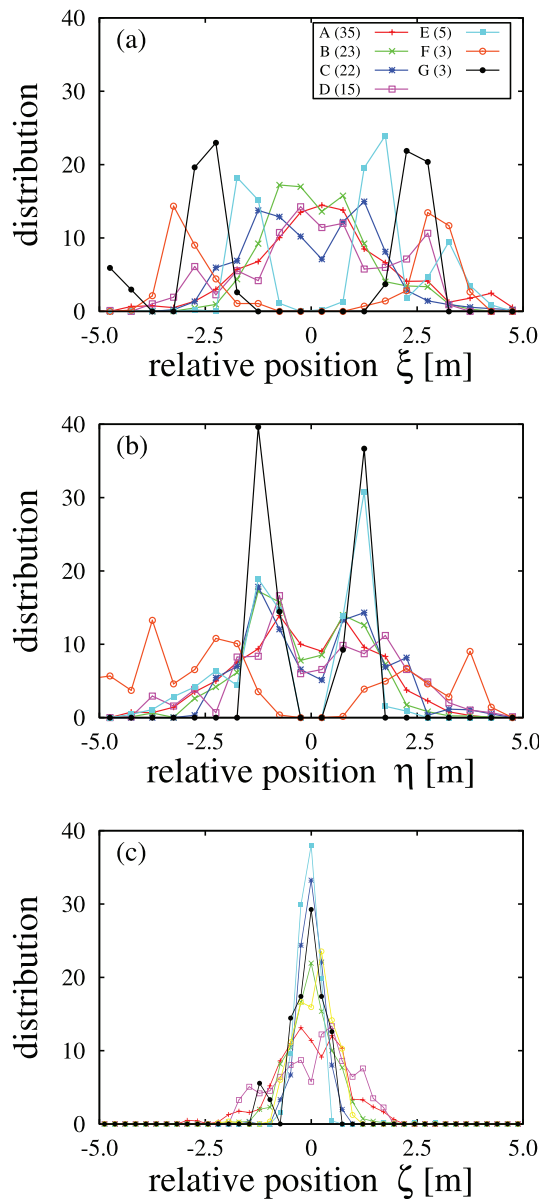 (a)
A (35) E (5)
B (23) F (3)
C (22) G (3)
D (15)
40
30
20
10
0
distribution
-5.0 -2.5 0 2.5 5.0
relative position ξ [m]
(b)
40
30
20
10
0
distribution
-5.0 -2.5 0 2.5 5.0
relative position η [m]
(c)
40
30
20
10
0
distribution
-5.0 -2.5 0 2.5 5.0
relative position ζ [m]